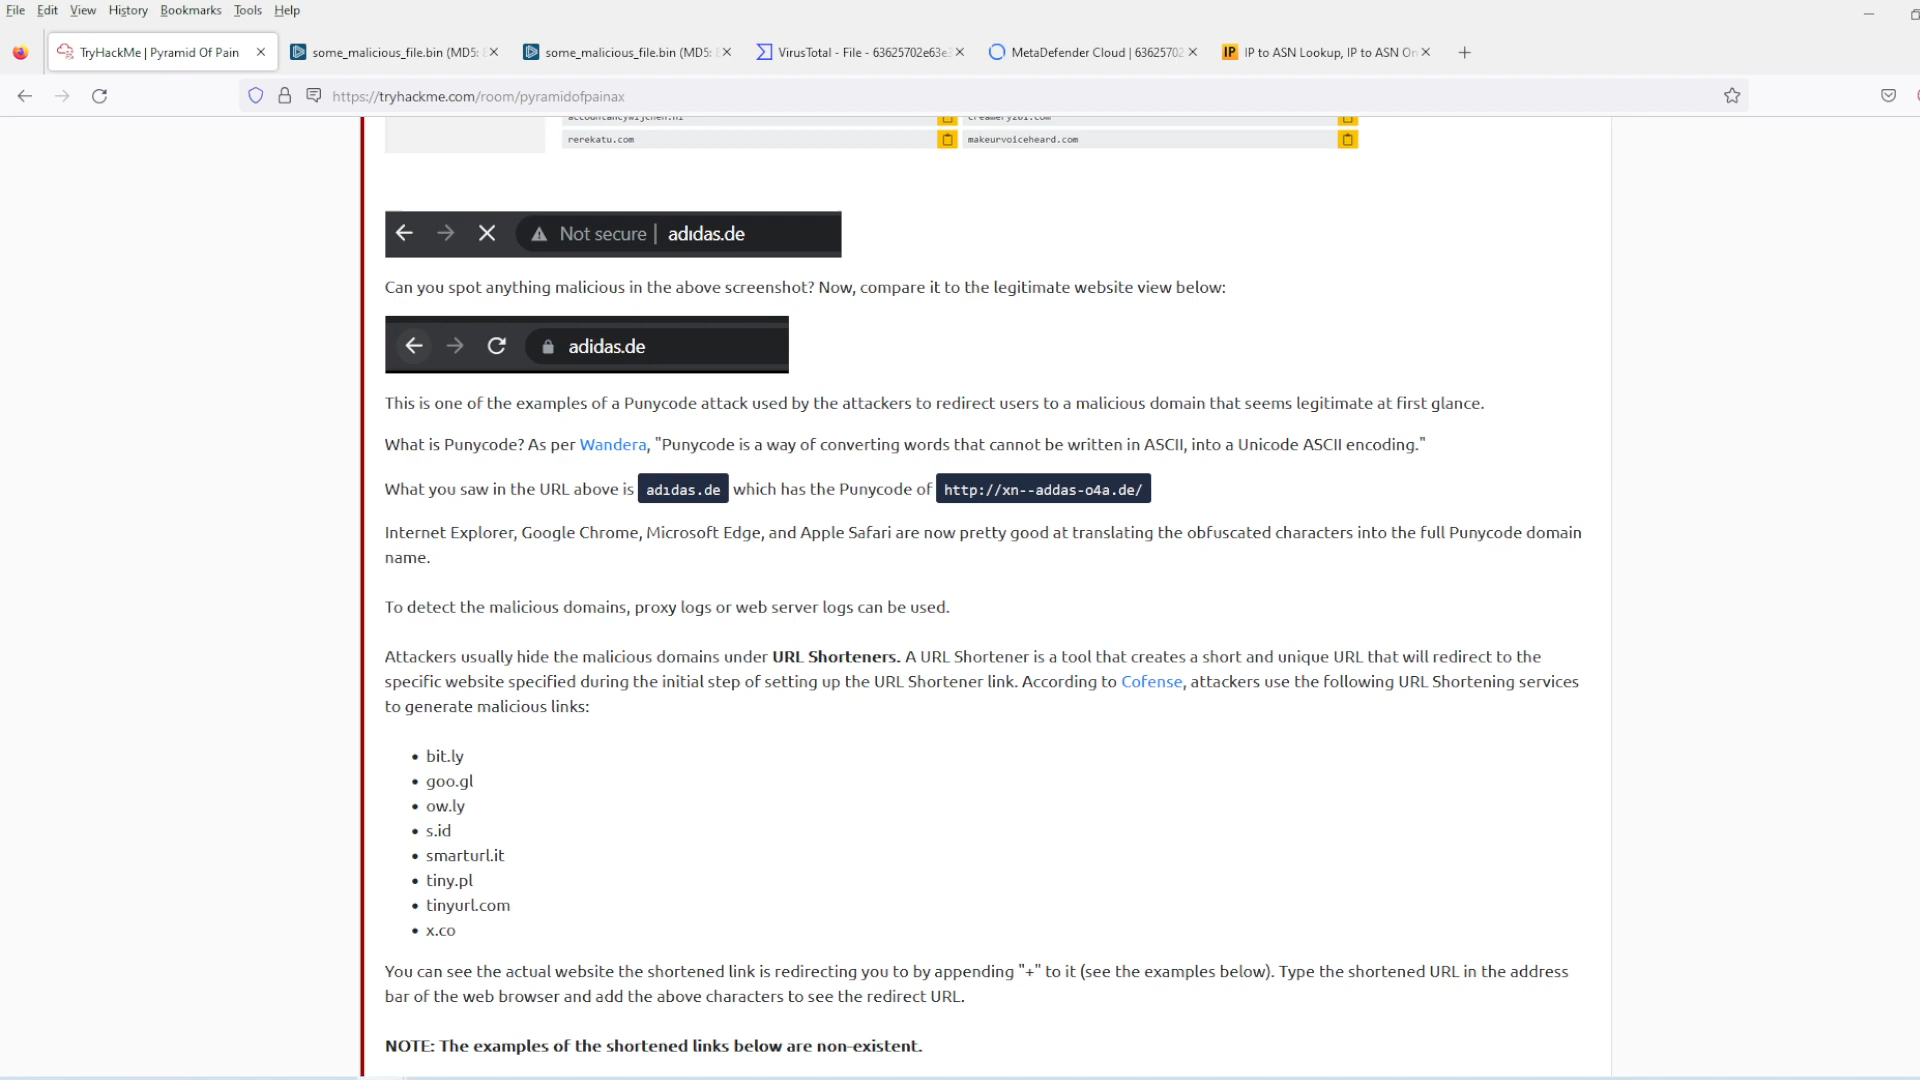 File Edit View History Bookmarks Tools Help
TryHackMe | Pyramid Of Pain
some_malicious_file.bin (MD5:
some_malicious_file.bin (MD5:
VirusTotal - File - 63625702e63e
MetaDefender Cloud | 63625702
IP IP to ASN Lookup, IP to ASN On
https://tryhackme.com/room/pyramidofpainax
rerekatu.com makeurvoiceheard.com
Not secure | adıdas.de
Can you spot anything malicious in the above screenshot? Now, compare it to the legitimate website view below:
adidas.de
This is one of the examples of a Punycode attack used by the attackers to redirect users to a malicious domain that seems legitimate at first glance.
What is Punycode? As per Wandera, "Punycode is a way of converting words that cannot be written in ASCII, into a Unicode ASCII encoding."
What you saw in the URL above is adıdas.de which has the Punycode of http://xn--addas-o4a.de/
Internet Explorer, Google Chrome, Microsoft Edge, and Apple Safari are now pretty good at translating the obfuscated characters into the full Punycode domain
name.
To detect the malicious domains, proxy logs or web server logs can be used.
Attackers usually hide the malicious domains under URL Shorteners. A URL Shortener is a tool that creates a short and unique URL that will redirect to the
specific website specified during the initial step of setting up the URL Shortener link. According to Cofense, attackers use the following URL Shortening services
to generate malicious links:
• bit.ly
• goo.gl
• ow.ly
• s.id
• smarturl.it
• tiny.pl
• tinyurl.com
• x.co
You can see the actual website the shortened link is redirecting you to by appending "+" to it (see the examples below). Type the shortened URL in the address
bar of the web browser and add the above characters to see the redirect URL.
NOTE: The examples of the shortened links below are non-existent.